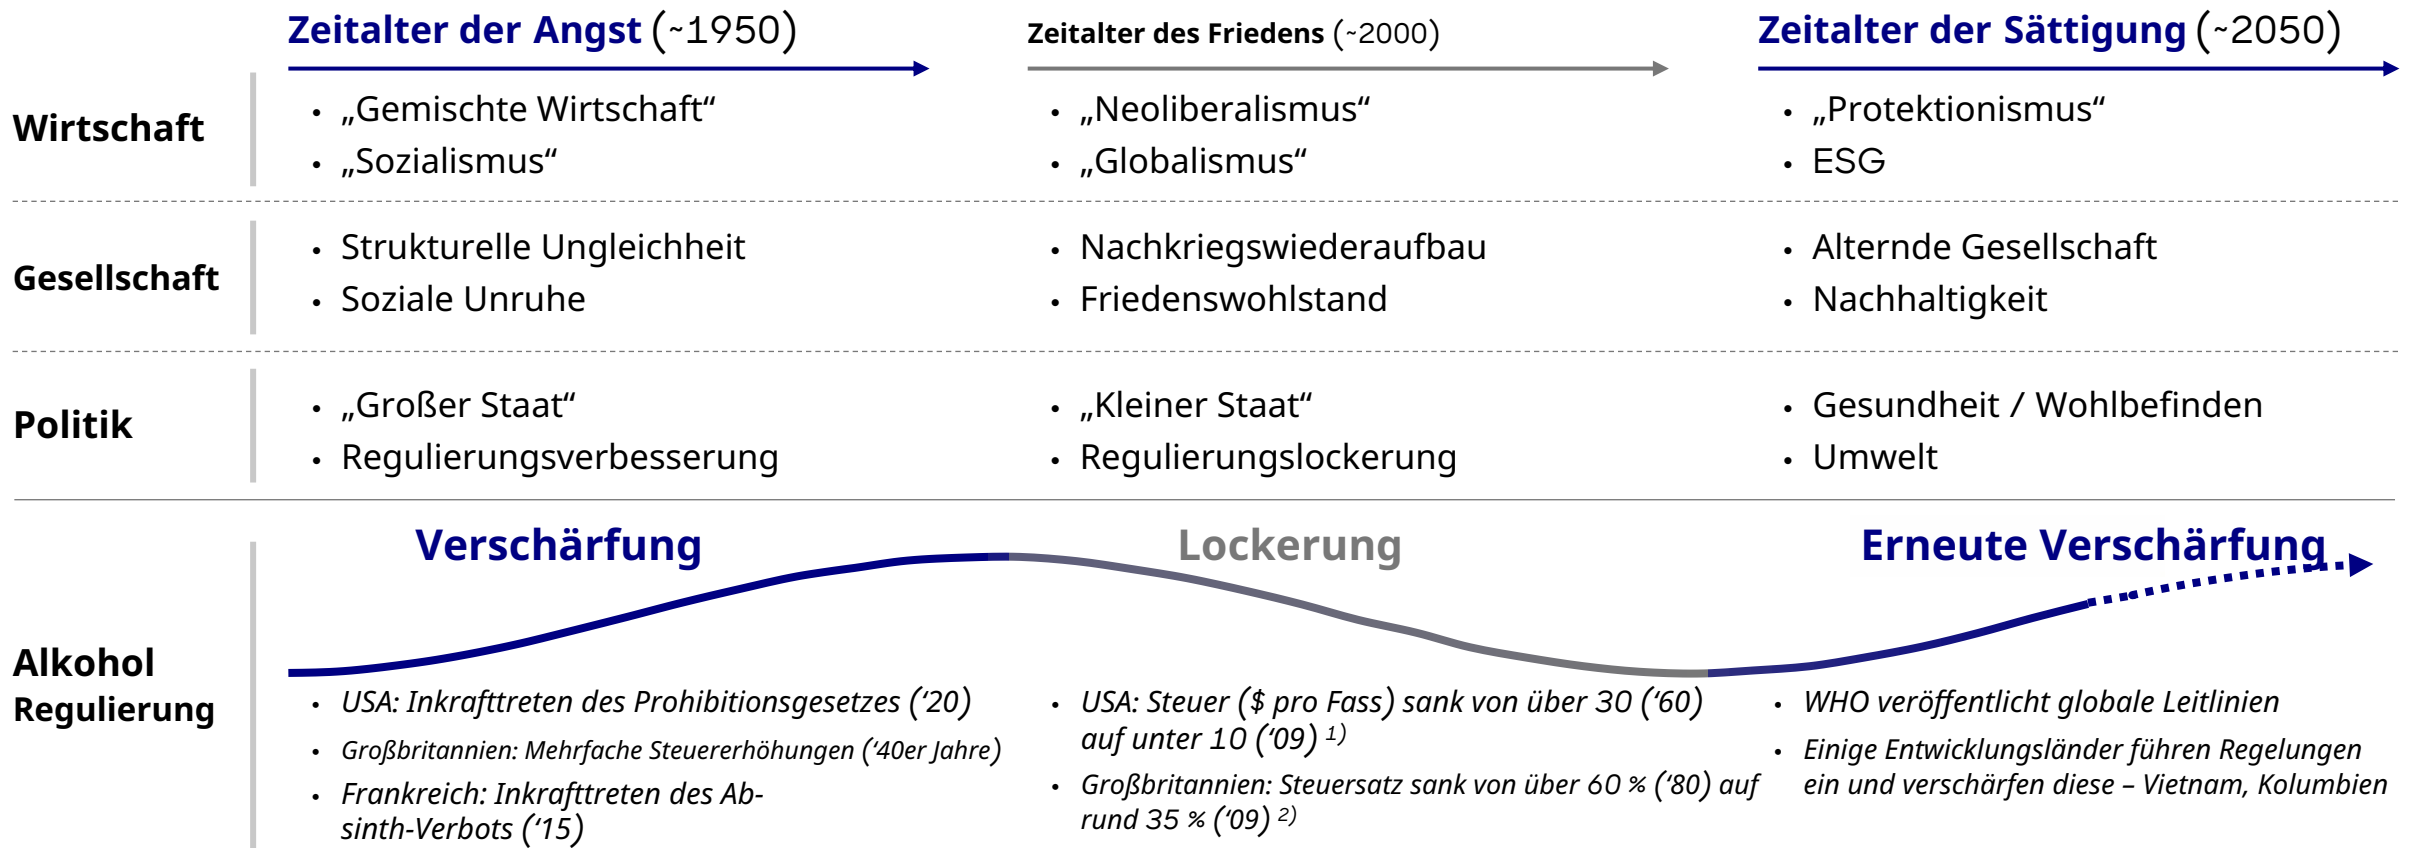 Zeitalter der Angst (~1950)
Zeitalter des Friedens (~2000)
Zeitalter der Sättigung (~2050)
Wirtschaft
• „Gemischte Wirtschaft“
• „Sozialismus“
• „Neoliberalismus“
• „Globalismus“
• „Protektionismus“
• ESG
Gesellschaft
• Strukturelle Ungleichheit
• Soziale Unruhe
• Nachkriegswiederaufbau
• Friedenswohlstand
• Alternde Gesellschaft
• Nachhaltigkeit
Politik
• „Großer Staat“
• Regulierungsverbesserung
• „Kleiner Staat“
• Regulierungslockerung
• Gesundheit / Wohlbefinden
• Umwelt
Alkohol
Regulierung
Verschärfung
Lockerung
Erneute Verschärfung
• USA: Inkrafttreten des Prohibitionsgesetzes (‘20)
• Großbritannien: Mehrfache Steuererhöhungen (‘40er Jahre)
• Frankreich: Inkrafttreten des Ab-
sinth-Verbots (‘15)
• USA: Steuer ($ pro Fass) sank von über 30 (‘60)
auf unter 10 (‘09) 1)
• Großbritannien: Steuersatz sank von über 60 % (‘80) auf
rund 35 % (‘09) 2)
• WHO veröffentlicht globale Leitlinien
• Einige Entwicklungsländer führen Regelungen
ein und verschärfen diese – Vietnam, Kolumbien